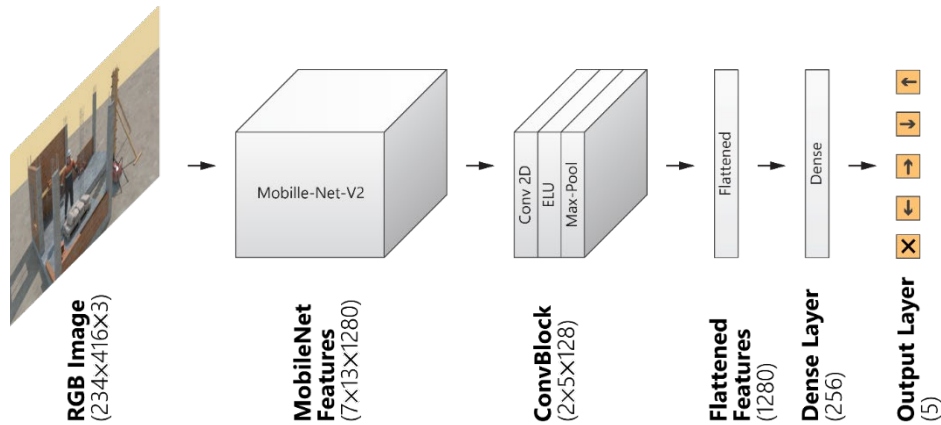 Mobille-Net-V2
Conv 2D
ELU
Max-Pool
Flattened
Dense
RGB Image
(234×416×3)
MobileNet
Features
(7×13×1280)
ConvBlock
(2×5×128)
Flattened
Features
(1280)
Dense Layer
(256)
Output Layer
(5)